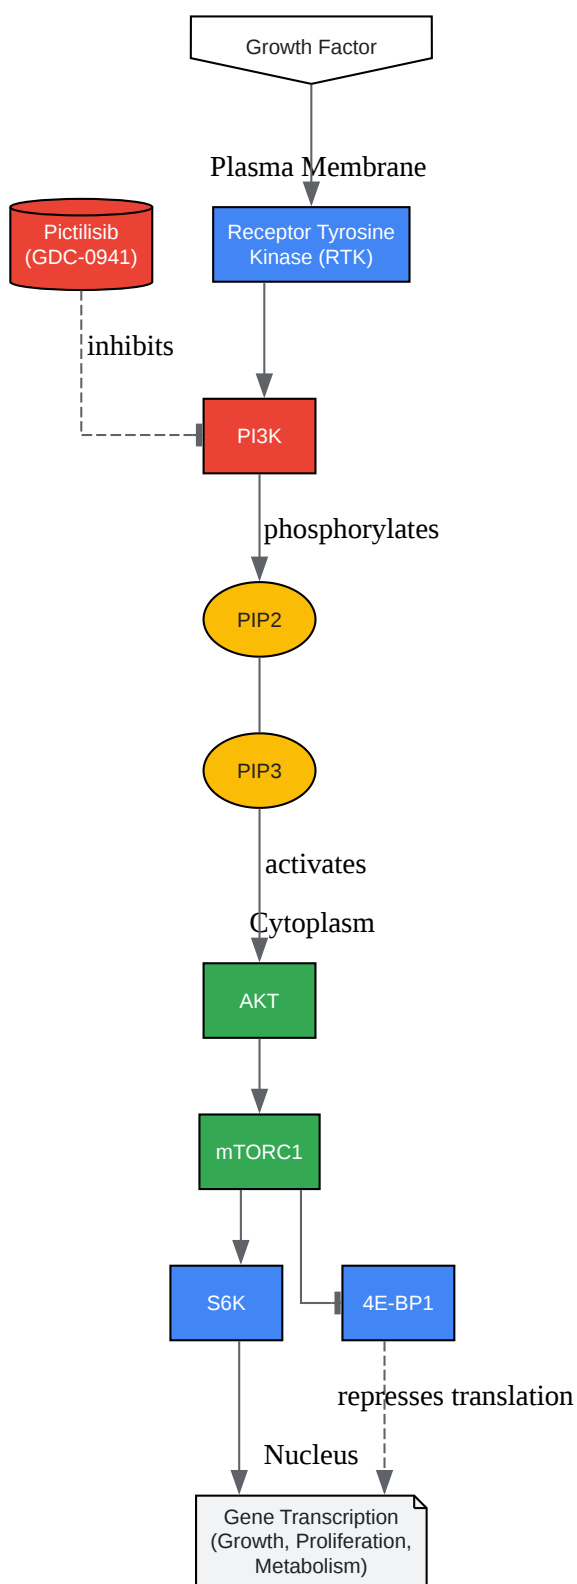 Growth Factor
Plasma Membrane
Pictilisib
(GDC-0941)
Receptor Tyrosine
Kinase (RTK)
inhibits
PI3K
phosphorylates
PIP2
PIP3
activates
Cytoplasm
AKT
mTORC1
S6K
4E-BP1
represses translation
Nucleus
Gene Transcription
(Growth, Proliferation,
Metabolism)